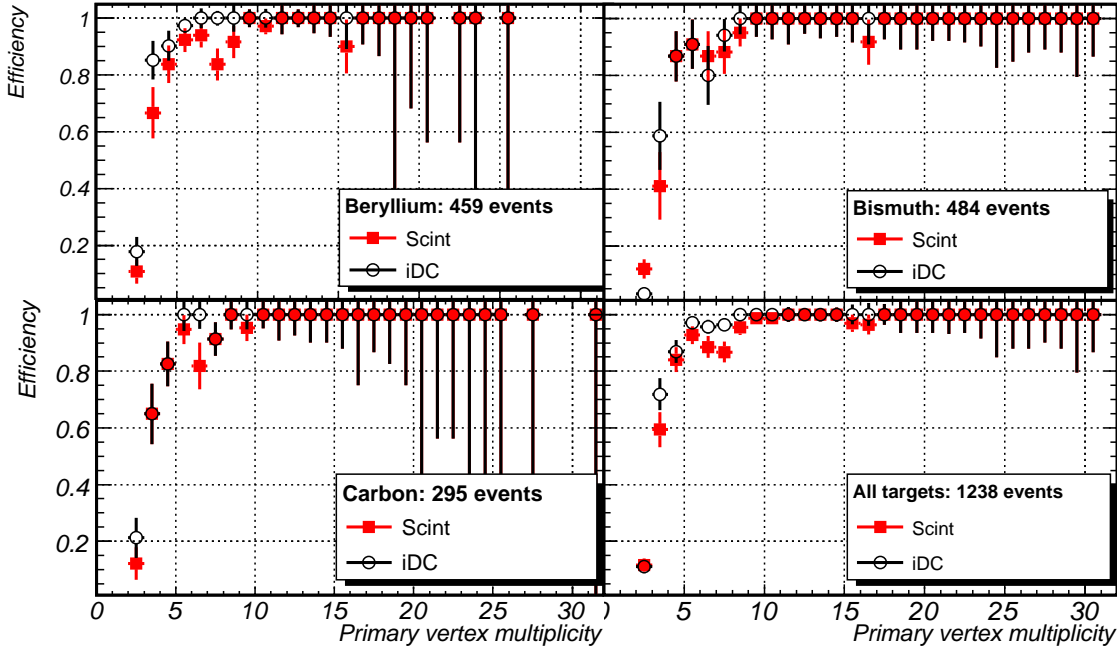 Efficiency
1
0.8
0.6
0.4
0.2
Beryllium: 459 events
Scint
iDC
Bismuth: 484 events
Scint
iDC
Efficiency
1
0.8
0.6
0.4
0.2
Carbon: 295 events
Scint
iDC
All targets: 1238 events
Scint
iDC
0 5 10 15 20 25 30
Primary vertex multiplicity
5 10 15 20 25 30
Primary vertex multiplicity